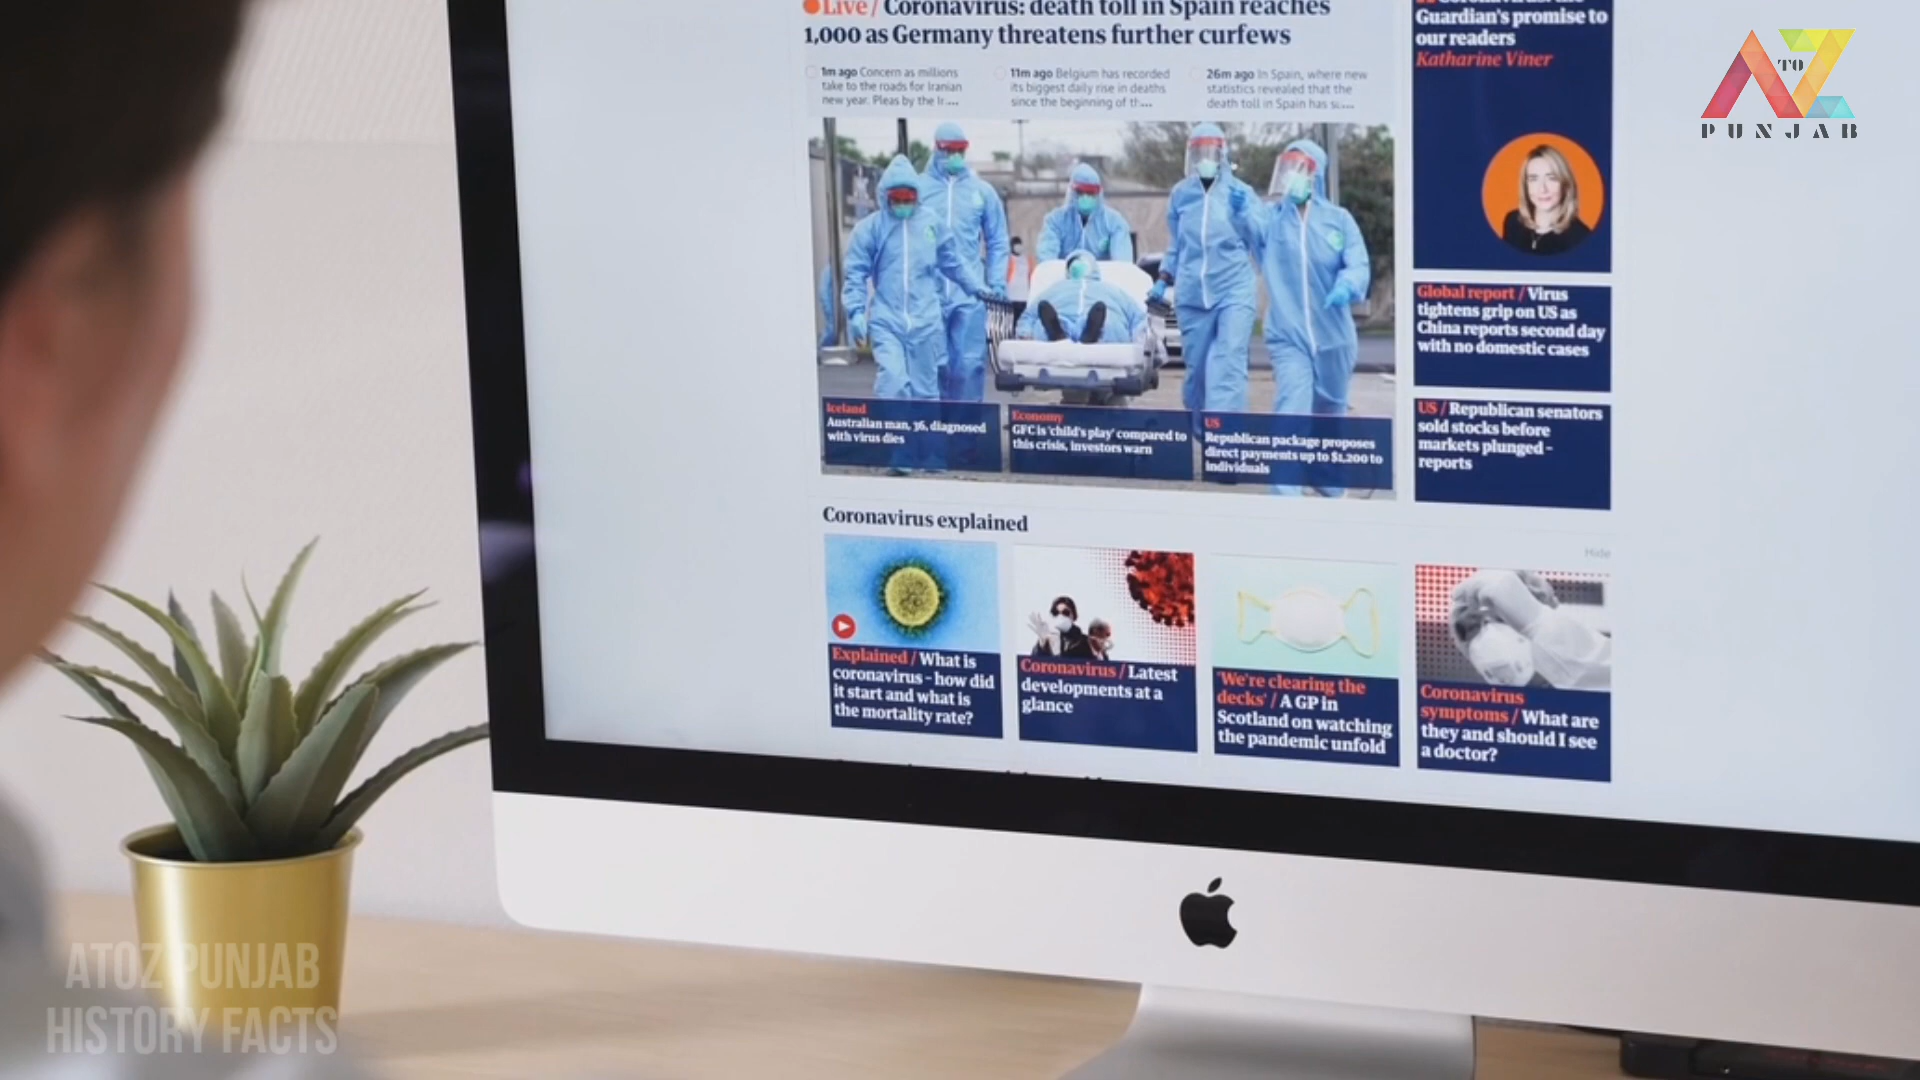 Live / Coronavirus: death toll in Spain reaches
1,000 as Germany threatens further curfews
1m ago Concern as millions
take to the roads for Iranian
new year. Pleas by the Ir....
11m ago Belgium has recorded
its biggest daily rise in deaths
since the beginning of th...
26m ago In Spain, where new
statistics revealed that the
death toll in Spain has s....
Iceland
Australian man, 36, diagnosed
with virus dies
Economy
GFC is 'child's play' compared to
this crisis, investors warn
US
Republican package proposes
direct payments up to $1,200 to
individuals
Guardian's promise to
our readers
Katharine Viner
Global report / Virus
tightens grip on US as
China reports second day
with no domestic cases
US / Republican senators
sold stocks before
markets plunged –
reports
Coronavirus explained
Hide
Explained / What is
coronavirus – how did
it start and what is
the mortality rate?
Coronavirus / Latest
developments at a
glance
'We're clearing the
decks' / A GP in
Scotland on watching
the pandemic unfold
Coronavirus
symptoms / What are
they and should I see
a doctor?
A TO Z
PUNJAB
ATOZ PUNJAB
HISTORY FACTS